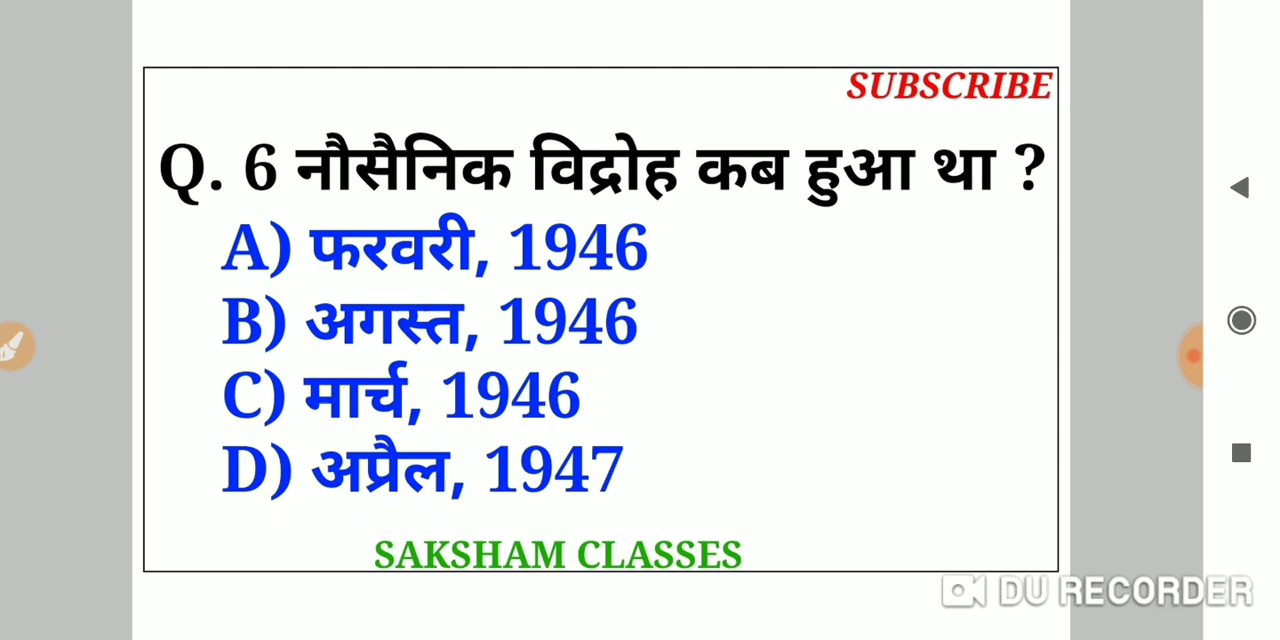 SUBSCRIBE
Q. 6 नौसैनिक विद्रोह कब हुआ था ?
A) फरवरी, 1946
B) अगस्त, 1946
C) मार्च, 1946
D) अप्रैल, 1947
SAKSHAM CLASSES
DU RECORDER